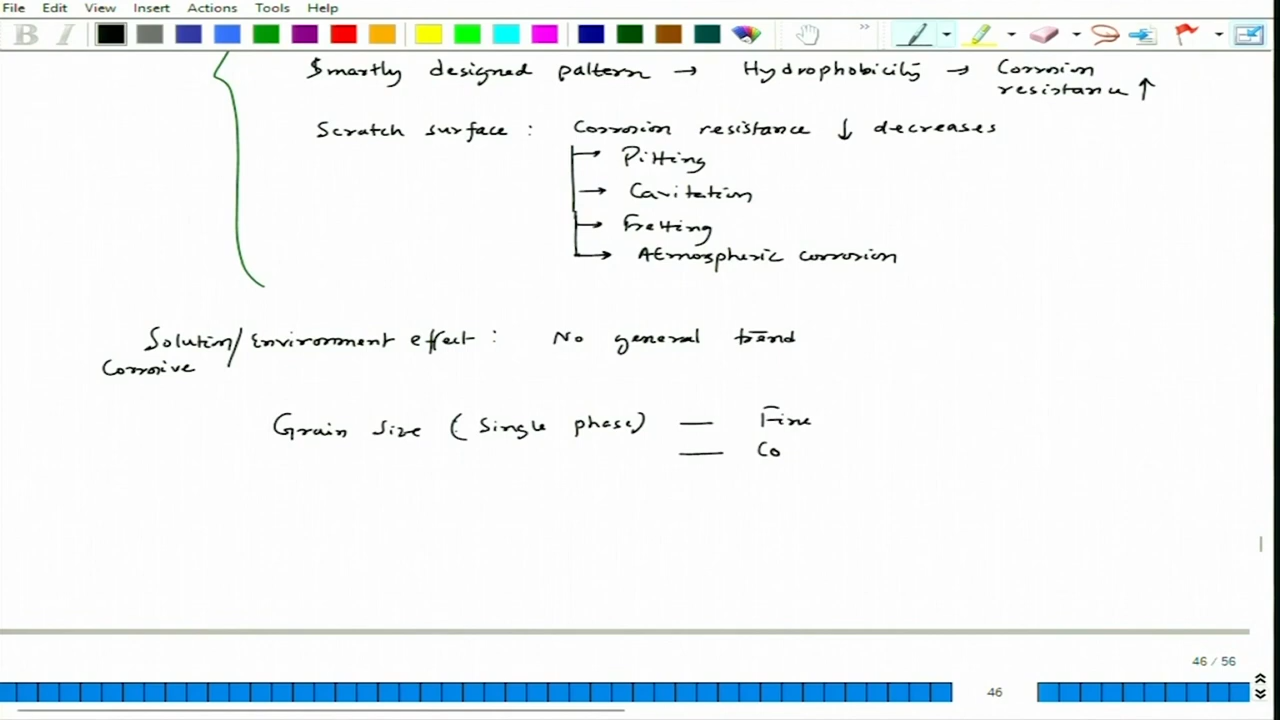 File Edit View Insert Actions Tools Help
B I
Smartly designed pattern → Hydrophobicity → Corrosion resistance ↑
Scratch surface : Corrosion resistance ↓ decreases
→ Pitting
→ Cavitation
→ Fretting
→ Atmospheric corrosion
Solution/Environment effect : No general trend
Corrosive
Grain size (Single phase) — Fine
— Co
46 / 56
46